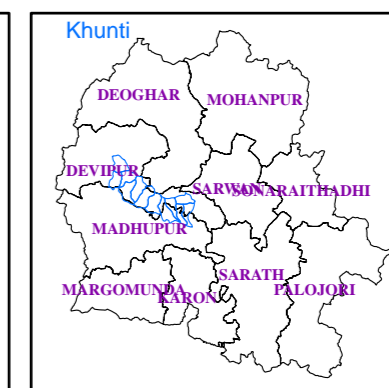 Khunti
DEOGHAR
MOHANPUR
DEVIPUR
SARWAN
SONARAITHADHI
MADHUPUR
SARATH
MARGOMUNDA
KARON
PALOJORI